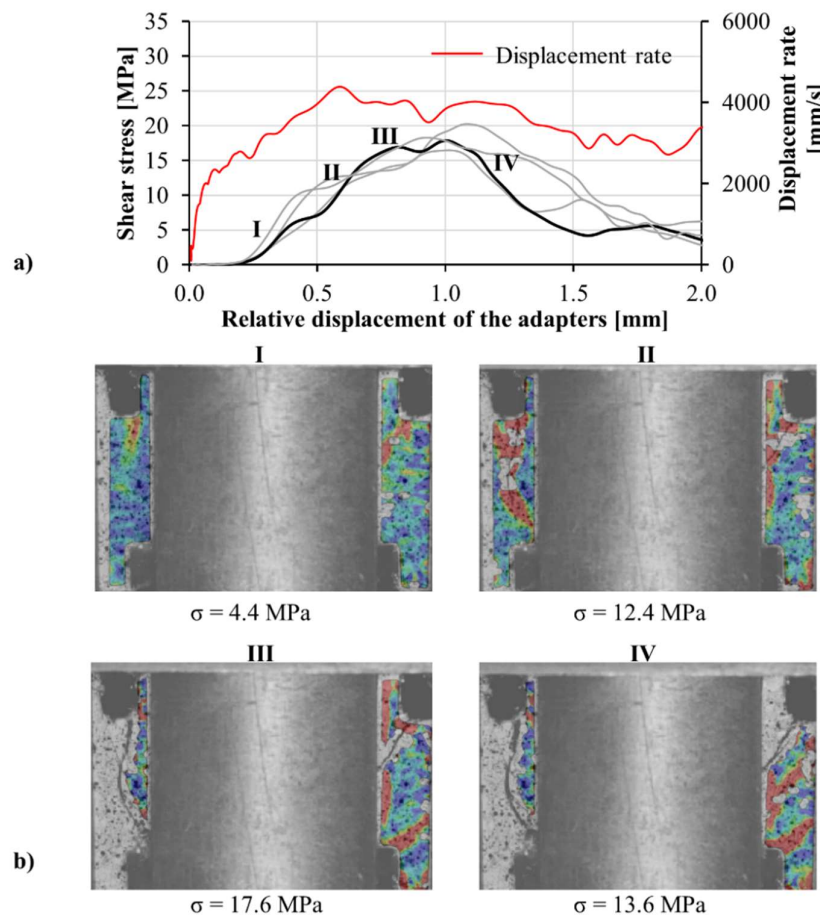 35
30
25
20
15
10
5
0
Shear stress [MPa]
Displacement rate
III
II
IV
I
6000
4000
2000
0
Displacement rate
[mm/s]
0.0 0.5 1.0 1.5 2.0
Relative displacement of the adapters [mm]
a)
I II
σ = 4.4 MPa σ = 12.4 MPa
III IV
b)
σ = 17.6 MPa σ = 13.6 MPa